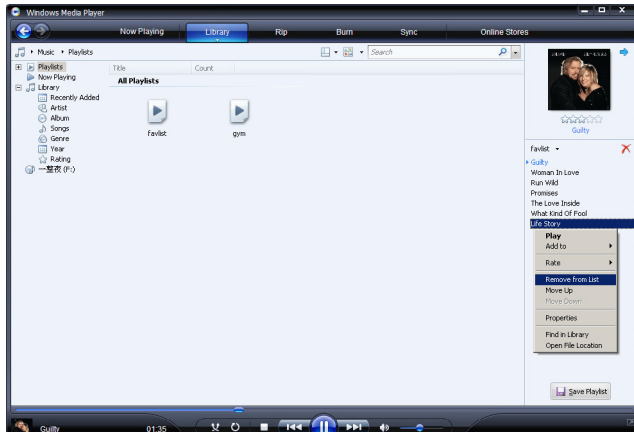 Windows Media Player
Now Playing Library Rip Burn Sync Online Stores
Music Playlists
Search
Playlists
Now Playing
Library
Recently Added
Artist
Album
Songs
Genre
Year
Rating
一整夜 (F:)
Title Count
All Playlists
favlist gym
Guilty
favlist
Guilty
Woman In Love
Run Wild
Promises
The Love Inside
What Kind Of Fool
Life Story
Play
Add to
Rate
Remove from List
Move Up
Move Down
Properties
Find in Library
Open File Location
Save Playlist
Guilty 01:35